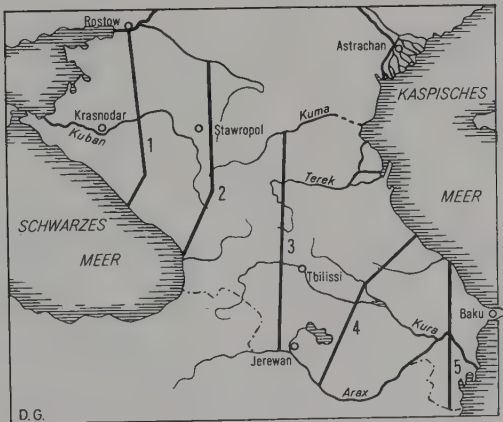 Rostow
Astrachan
KASPISCHES
MEER
Krasnodar
Kuban
Stawropol
Kuma
1
2
Terek
SCHWARZES
MEER
3
Tbilissi
4
Kura
Baku
5
Jerewan
Arax
D. G.